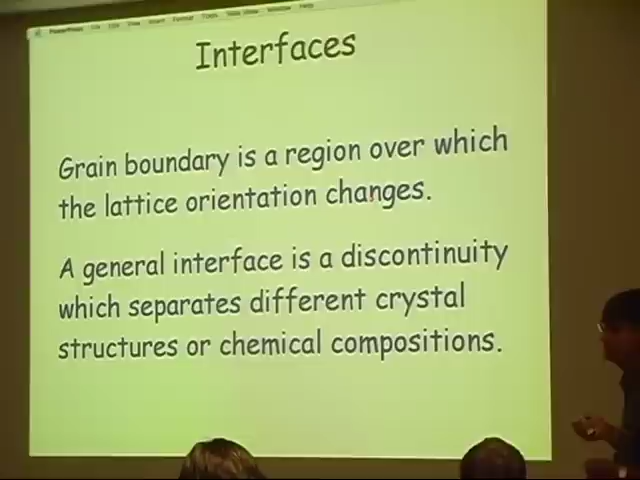 Interfaces
Grain boundary is a region over which
the lattice orientation changes.
A general interface is a discontinuity
which separates different crystal
structures or chemical compositions.